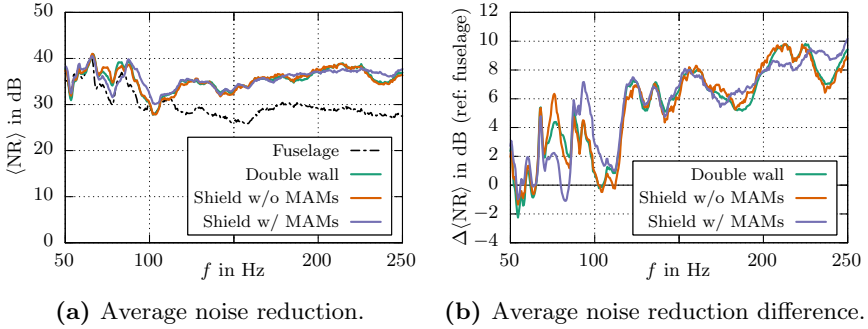 50
40
30
20
10
0
⟨NR⟩ in dB
Fuselage
Double wall
Shield w/o MAMs
Shield w/ MAMs
50 100 150 200 250
f in Hz
(a) Average noise reduction.
12
10
8
6
4
2
0
−2
−4
Δ⟨NR⟩ in dB (ref. fuselage)
Double wall
Shield w/o MAMs
Shield w/ MAMs
50 100 150 200 250
f in Hz
(b) Average noise reduction difference.